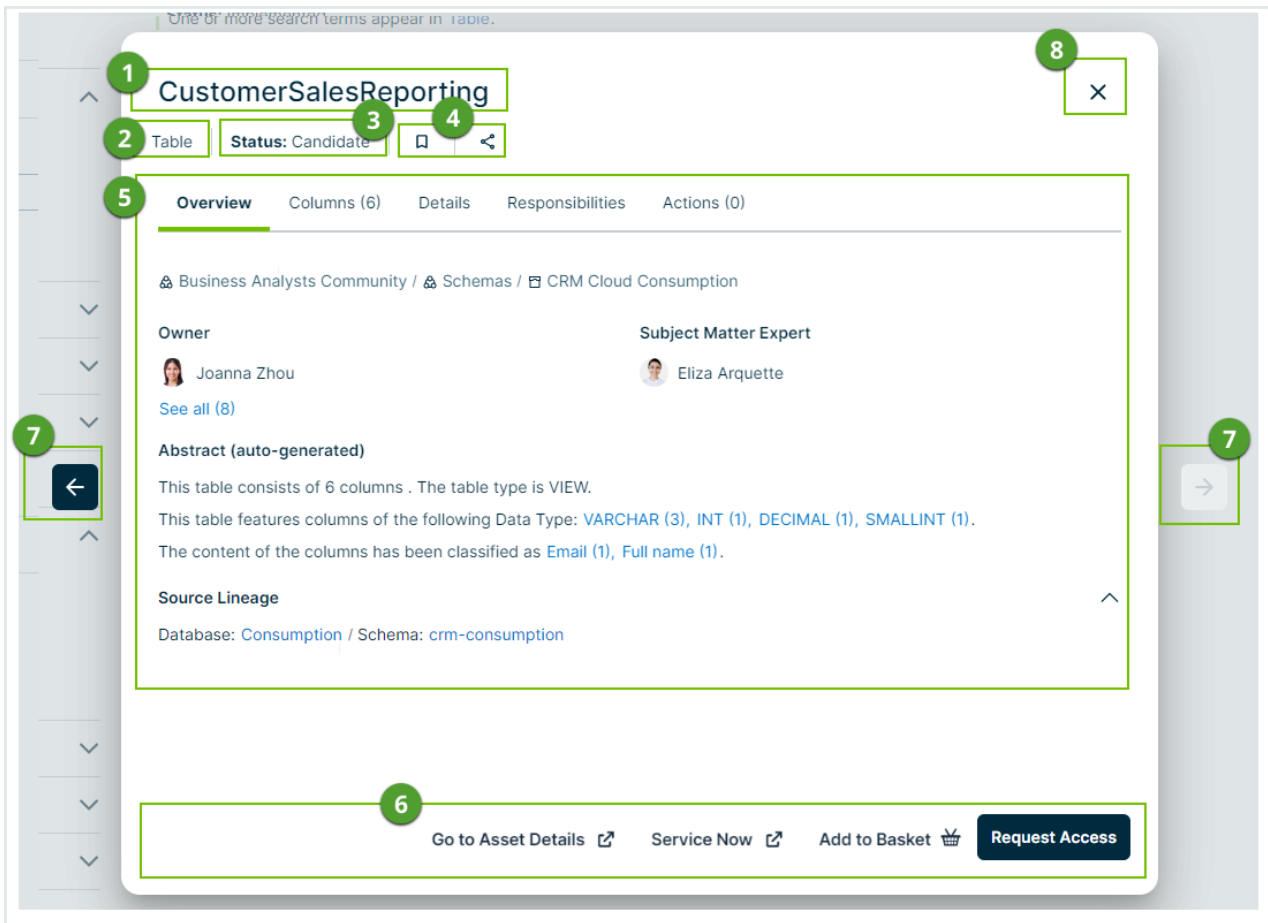 One or more search terms appear in Table.
8
1
CustomerSalesReporting
3
4
2
Table
Status: Candidate
5
Overview
Columns (6)
Details
Responsibilities
Actions (0)
Business Analysts Community / Schemas / CRM Cloud Consumption
Owner
Subject Matter Expert
Joanna Zhou
Eliza Arquette
See all (8)
7
7
Abstract (auto-generated)
This table consists of 6 columns . The table type is VIEW.
This table features columns of the following Data Type: VARCHAR (3), INT (1), DECIMAL (1), SMALLINT (1).
The content of the columns has been classified as Email (1), Full name (1).
Source Lineage
Database: Consumption / Schema: crm-consumption
6
Go to Asset Details
Service Now
Add to Basket
Request Access